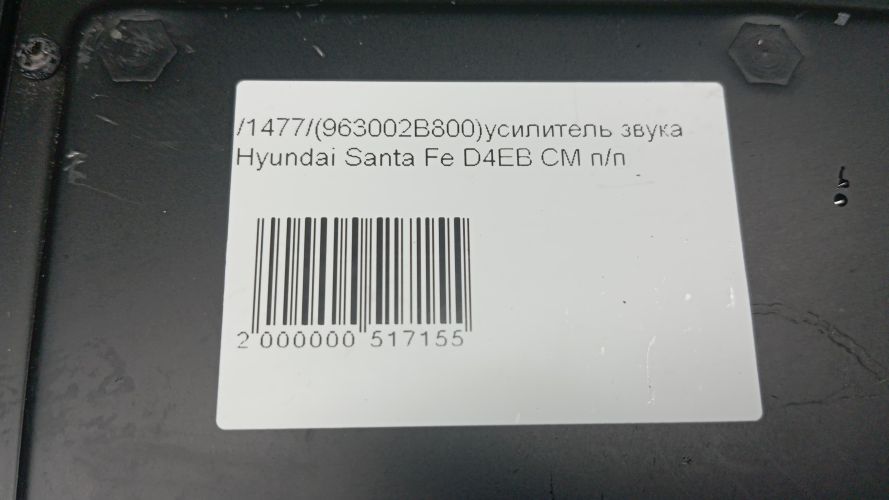 /1477/(963002B800)усилитель звука
Hyundai Santa Fe D4EB CM п/п
2 000000 517155